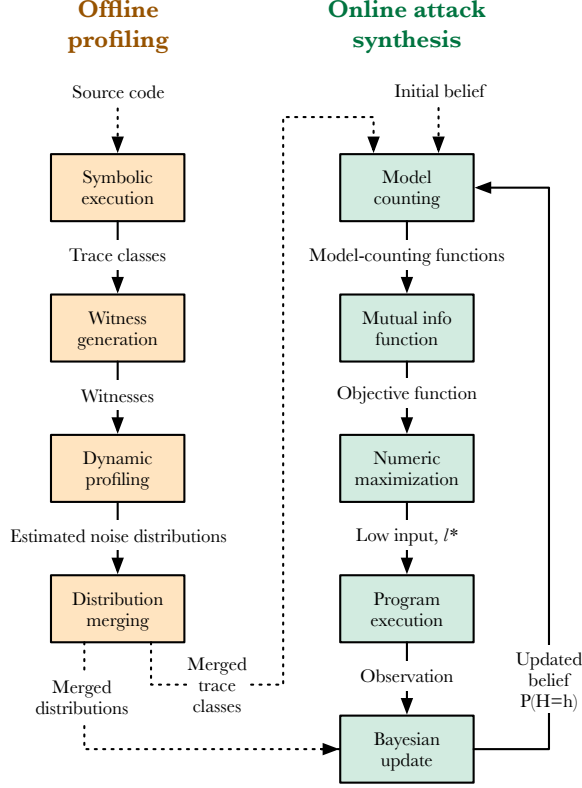 Offline
profiling
Source code
Symbolic
execution
Trace classes
Witness
generation
Witnesses
Dynamic
profiling
Estimated noise distributions
Distribution
merging
Merged
distributions
Merged
trace
classes
Online attack
synthesis
Initial belief
Model
counting
Model-counting functions
Mutual info
function
Objective function
Numeric
maximization
Low input, l*
Program
execution
Observation
Bayesian
update
Updated
belief
P(H=h)